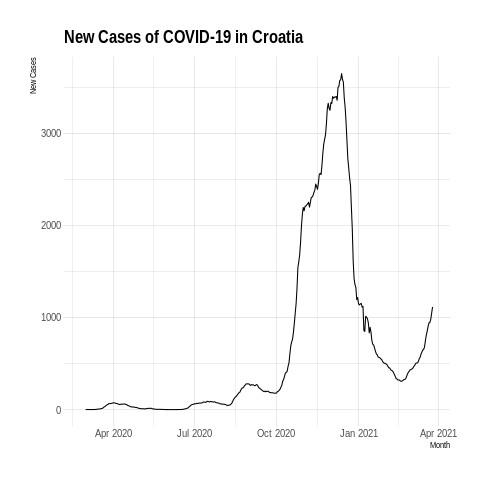 New Cases of COVID-19 in Croatia
New Cases
3000
2000
1000
0
Apr 2020 Jul 2020 Oct 2020 Jan 2021 Apr 2021
Month